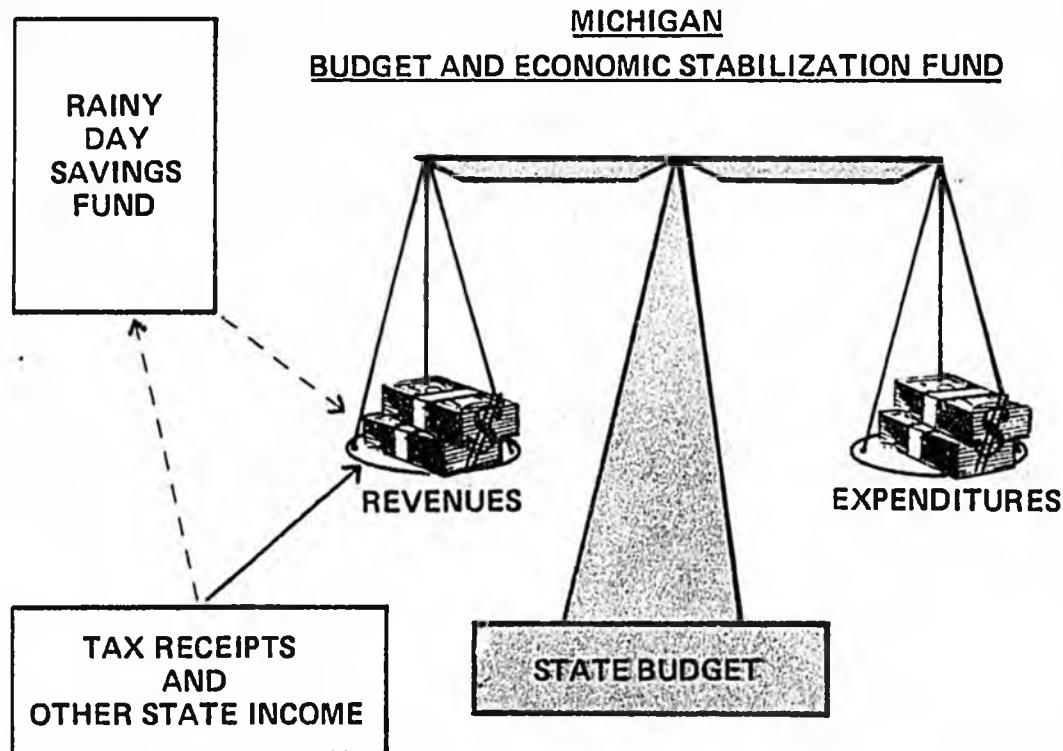 MICHIGAN
BUDGET AND ECONOMIC STABILIZATION FUND
RAINY
DAY
SAVINGS
FUND
REVENUES
EXPENDITURES
TAX RECEIPTS
AND
OTHER STATE INCOME
STATE BUDGET